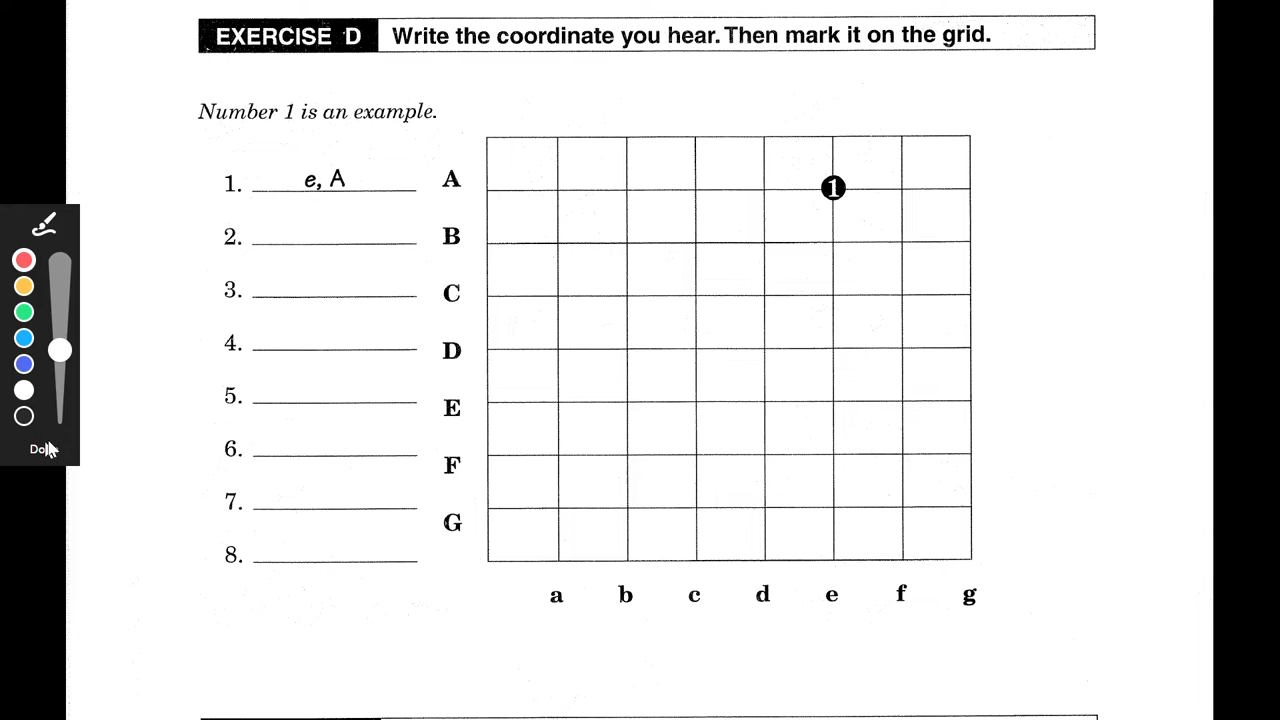 EXERCISE D Write the coordinate you hear. Then mark it on the grid.
Number 1 is an example.
1. e, A
2.
3.
4.
5.
6.
7.
8.
A
B
C
D
E
F
G
1
a b c d e f g